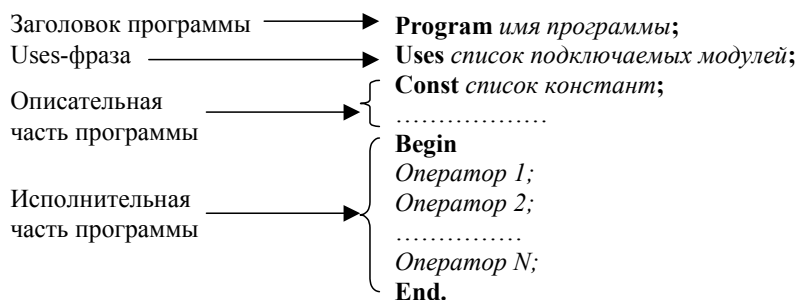 Заголовок программы Program имя программы;
Uses-фраза Uses список подключаемых модулей;
Const список констант;
Описательная
часть программы
………………
Begin
Оператор 1;
Исполнительная
часть программы
Оператор 2;
……………
Оператор N;
End.